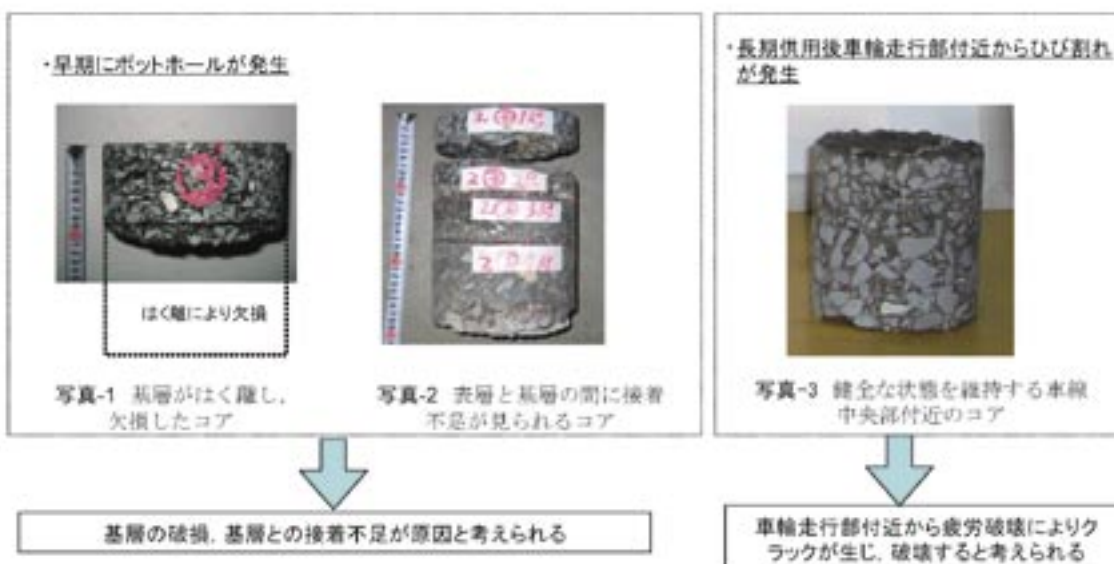 ・早期にポットホールが発生
はく離により欠損
写真-1 基層がはく離し、
欠損したコア
写真-2 表層と基層の間に接着
不足が見られるコア
基層の破損、基層との接着不足が原因と考えられる
・長期供用後車輪走行部付近からひび割れ
が発生
写真-3 健全な状態を維持する車線
中央部付近のコア
車輪走行部付近から疲労破壊によりク
ラックが生じ、破壊すると考えられる